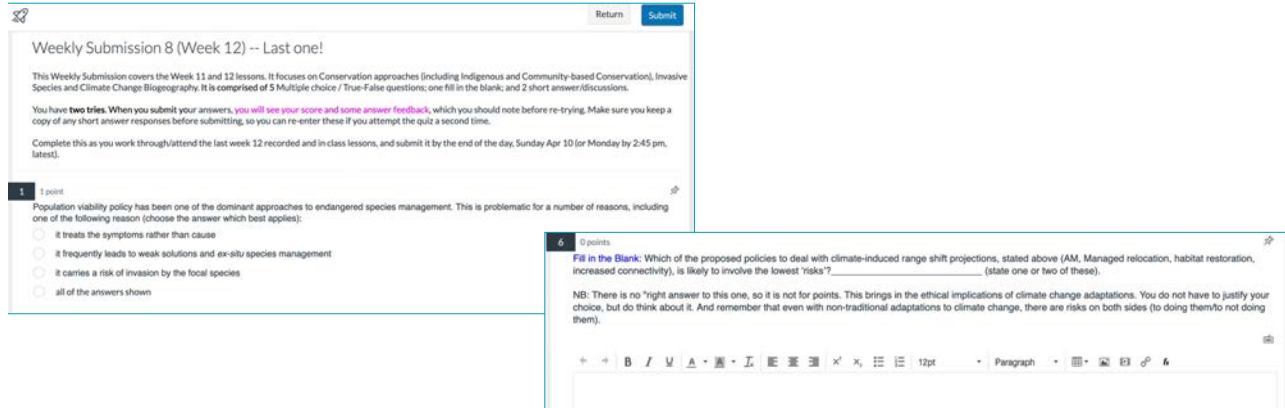 Return
Submit
Weekly Submission 8 (Week 12) -- Last one!
This Weekly Submission covers the Week 11 and 12 lessons. It focuses on Conservation approaches (including Indigenous and Community-based Conservation), Invasive
Species and Climate Change Biogeography. It is comprised of 5 Multiple choice / True-False questions; one fill in the blank; and 2 short answer/discussions.
You have two tries. When you submit your answers, you will see your score and some answer feedback, which you should note before re-trying. Make sure you keep a
copy of any short answer responses before submitting, so you can re-enter these if you attempt the quiz a second time.
Complete this as you work through/attend the last week 12 recorded and in class lessons, and submit it by the end of the day, Sunday Apr 10 (or Monday by 2:45 pm,
latest).
1 1 point
Population viability policy has been one of the dominant approaches to endangered species management. This is problematic for a number of reasons, including
one of the following reason (choose the answer which best applies):
it treats the symptoms rather than cause
it frequently leads to weak solutions and ex-situ species management
it carries a risk of invasion by the focal species
all of the answers shown
6 0 points
Fill in the Blank: Which of the proposed policies to deal with climate-induced range shift projections, stated above (AM, Managed relocation, habitat restoration,
increased connectivity), is likely to involve the lowest 'risks'?__________________________ (state one or two of these).
NB: There is no "right answer to this one, so it is not for points. This brings in the ethical implications of climate change adaptations. You do not have to justify your
choice, but do think about it. And remember that even with non-traditional adaptations to climate change, there are risks on both sides (to doing them/to not doing
them).
B I U A A 12pt Paragraph